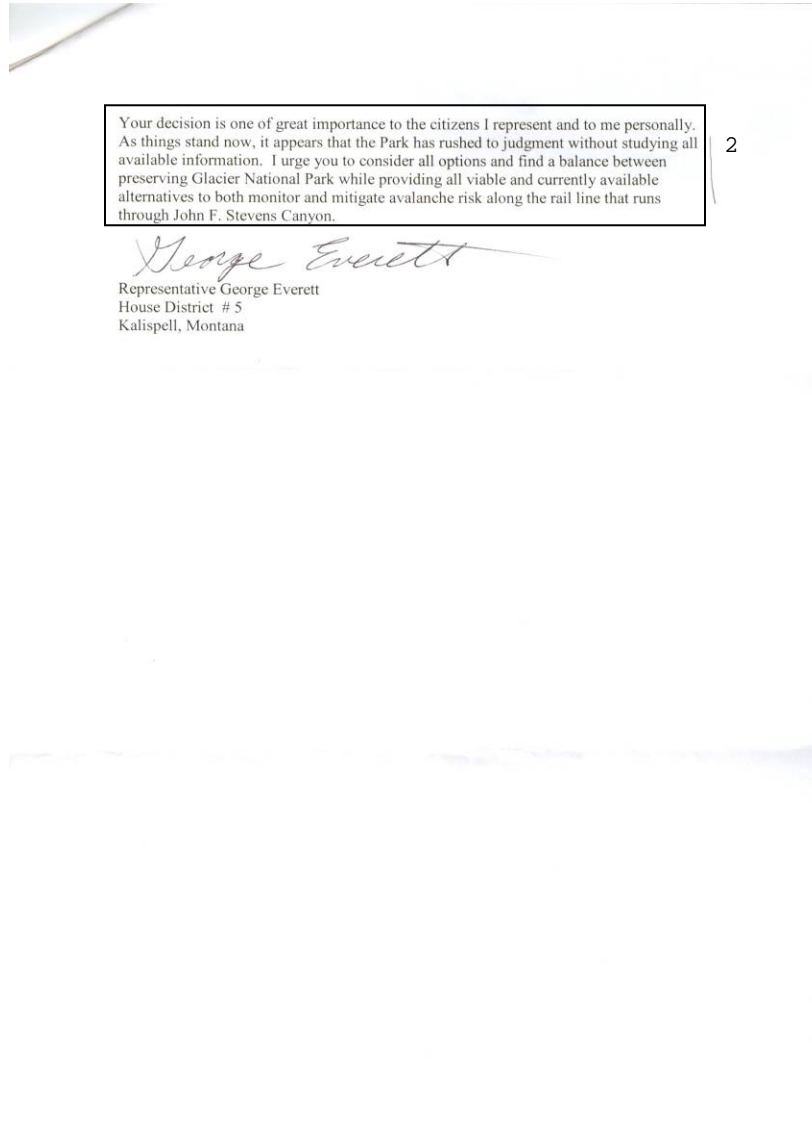 Your decision is one of great importance to the citizens I represent and to me personally.
As things stand now, it appears that the Park has rushed to judgment without studying all
available information.  I urge you to consider all options and find a balance between
preserving Glacier National Park while providing all viable and currently available
alternatives to both monitor and mitigate avalanche risk along the rail line that runs
through John F. Stevens Canyon.
2
George Everett
Representative George Everett
House District # 5
Kalispell, Montana